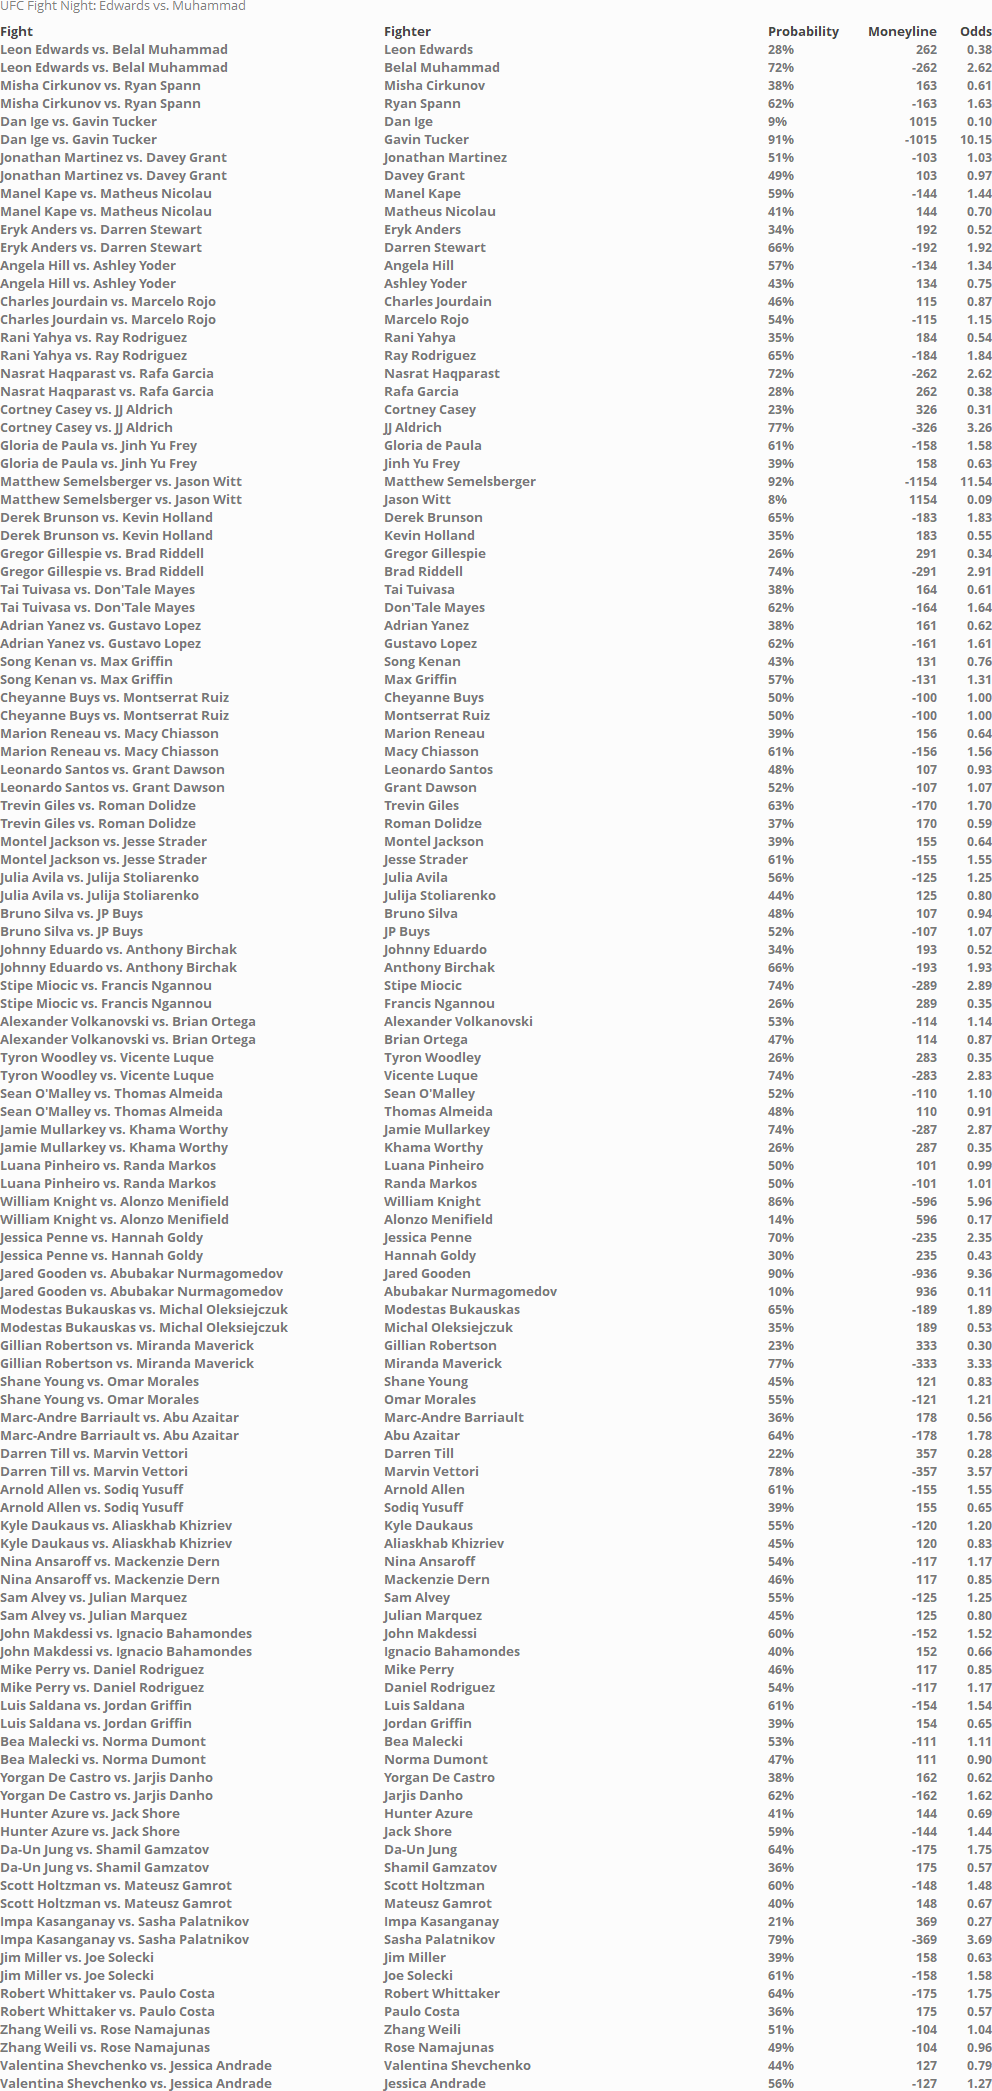 UFC Fight Night: Edwards vs. Muhammad
Fight Fighter Probability Moneyline Odds
Leon Edwards vs. Belal Muhammad Leon Edwards 28% 262 0.38
Leon Edwards vs. Belal Muhammad Belal Muhammad 72% -262 2.62
Misha Cirkunov vs. Ryan Spann Misha Cirkunov 38% 163 0.61
Misha Cirkunov vs. Ryan Spann Ryan Spann 62% -163 1.63
Dan Ige vs. Gavin Tucker Dan Ige 9% 1015 0.10
Dan Ige vs. Gavin Tucker Gavin Tucker 91% -1015 10.15
Jonathan Martinez vs. Davey Grant Jonathan Martinez 51% -103 1.03
Jonathan Martinez vs. Davey Grant Davey Grant 49% 103 0.97
Manel Kape vs. Matheus Nicolau Manel Kape 59% -144 1.44
Manel Kape vs. Matheus Nicolau Matheus Nicolau 41% 144 0.70
Eryk Anders vs. Darren Stewart Eryk Anders 34% 192 0.52
Eryk Anders vs. Darren Stewart Darren Stewart 66% -192 1.92
Angela Hill vs. Ashley Yoder Angela Hill 57% -134 1.34
Angela Hill vs. Ashley Yoder Ashley Yoder 43% 134 0.75
Charles Jourdain vs. Marcelo Rojo Charles Jourdain 46% 115 0.87
Charles Jourdain vs. Marcelo Rojo Marcelo Rojo 54% -115 1.15
Rani Yahya vs. Ray Rodriguez Rani Yahya 35% 184 0.54
Rani Yahya vs. Ray Rodriguez Ray Rodriguez 65% -184 1.84
Nasrat Haqparast vs. Rafa Garcia Nasrat Haqparast 72% -262 2.62
Nasrat Haqparast vs. Rafa Garcia Rafa Garcia 28% 262 0.38
Cortney Casey vs. JJ Aldrich Cortney Casey 23% 326 0.31
Cortney Casey vs. JJ Aldrich JJ Aldrich 77% -326 3.26
Gloria de Paula vs. Jinh Yu Frey Gloria de Paula 61% -158 1.58
Gloria de Paula vs. Jinh Yu Frey Jinh Yu Frey 39% 158 0.63
Matthew Semelsberger vs. Jason Witt Matthew Semelsberger 92% -1154 11.54
Matthew Semelsberger vs. Jason Witt Jason Witt 8% 1154 0.09
Derek Brunson vs. Kevin Holland Derek Brunson 65% -183 1.83
Derek Brunson vs. Kevin Holland Kevin Holland 35% 183 0.55
Gregor Gillespie vs. Brad Riddell Gregor Gillespie 26% 291 0.34
Gregor Gillespie vs. Brad Riddell Brad Riddell 74% -291 2.91
Tai Tuivasa vs. Don'Tale Mayes Tai Tuivasa 38% 164 0.61
Tai Tuivasa vs. Don'Tale Mayes Don'Tale Mayes 62% -164 1.64
Adrian Yanez vs. Gustavo Lopez Adrian Yanez 38% 161 0.62
Adrian Yanez vs. Gustavo Lopez Gustavo Lopez 62% -161 1.61
Song Kenan vs. Max Griffin Song Kenan 43% 131 0.76
Song Kenan vs. Max Griffin Max Griffin 57% -131 1.31
Cheyanne Buys vs. Montserrat Ruiz Cheyanne Buys 50% -100 1.00
Cheyanne Buys vs. Montserrat Ruiz Montserrat Ruiz 50% -100 1.00
Marion Reneau vs. Macy Chiasson Marion Reneau 39% 156 0.64
Marion Reneau vs. Macy Chiasson Macy Chiasson 61% -156 1.56
Leonardo Santos vs. Grant Dawson Leonardo Santos 48% 107 0.93
Leonardo Santos vs. Grant Dawson Grant Dawson 52% -107 1.07
Trevin Giles vs. Roman Dolidze Trevin Giles 63% -170 1.70
Trevin Giles vs. Roman Dolidze Roman Dolidze 37% 170 0.59
Montel Jackson vs. Jesse Strader Montel Jackson 39% 155 0.64
Montel Jackson vs. Jesse Strader Jesse Strader 61% -155 1.55
Julia Avila vs. Julija Stoliarenko Julia Avila 56% -125 1.25
Julia Avila vs. Julija Stoliarenko Julija Stoliarenko 44% 125 0.80
Bruno Silva vs. JP Buys Bruno Silva 48% 107 0.94
Bruno Silva vs. JP Buys JP Buys 52% -107 1.07
Johnny Eduardo vs. Anthony Birchak Johnny Eduardo 34% 193 0.52
Johnny Eduardo vs. Anthony Birchak Anthony Birchak 66% -193 1.93
Stipe Miocic vs. Francis Ngannou Stipe Miocic 74% -289 2.89
Stipe Miocic vs. Francis Ngannou Francis Ngannou 26% 289 0.35
Alexander Volkanovski vs. Brian Ortega Alexander Volkanovski 53% -114 1.14
Alexander Volkanovski vs. Brian Ortega Brian Ortega 47% 114 0.87
Tyron Woodley vs. Vicente Luque Tyron Woodley 26% 283 0.35
Tyron Woodley vs. Vicente Luque Vicente Luque 74% -283 2.83
Sean O'Malley vs. Thomas Almeida Sean O'Malley 52% -110 1.10
Sean O'Malley vs. Thomas Almeida Thomas Almeida 48% 110 0.91
Jamie Mullarkey vs. Khama Worthy Jamie Mullarkey 74% -287 2.87
Jamie Mullarkey vs. Khama Worthy Khama Worthy 26% 287 0.35
Luana Pinheiro vs. Randa Markos Luana Pinheiro 50% 101 0.99
Luana Pinheiro vs. Randa Markos Randa Markos 50% -101 1.01
William Knight vs. Alonzo Menifield William Knight 86% -596 5.96
William Knight vs. Alonzo Menifield Alonzo Menifield 14% 596 0.17
Jessica Penne vs. Hannah Goldy Jessica Penne 70% -235 2.35
Jessica Penne vs. Hannah Goldy Hannah Goldy 30% 235 0.43
Jared Gooden vs. Abubakar Nurmagomedov Jared Gooden 90% -936 9.36
Jared Gooden vs. Abubakar Nurmagomedov Abubakar Nurmagomedov 10% 936 0.11
Modestas Bukauskas vs. Michal Oleksiejczuk Modestas Bukauskas 65% -189 1.89
Modestas Bukauskas vs. Michal Oleksiejczuk Michal Oleksiejczuk 35% 189 0.53
Gillian Robertson vs. Miranda Maverick Gillian Robertson 23% 333 0.30
Gillian Robertson vs. Miranda Maverick Miranda Maverick 77% -333 3.33
Shane Young vs. Omar Morales Shane Young 45% 121 0.83
Shane Young vs. Omar Morales Omar Morales 55% -121 1.21
Marc-Andre Barriault vs. Abu Azaitar Marc-Andre Barriault 36% 178 0.56
Marc-Andre Barriault vs. Abu Azaitar Abu Azaitar 64% -178 1.78
Darren Till vs. Marvin Vettori Darren Till 22% 357 0.28
Darren Till vs. Marvin Vettori Marvin Vettori 78% -357 3.57
Arnold Allen vs. Sodiq Yusuff Arnold Allen 61% -155 1.55
Arnold Allen vs. Sodiq Yusuff Sodiq Yusuff 39% 155 0.65
Kyle Daukaus vs. Aliaskhab Khizriev Kyle Daukaus 55% -120 1.20
Kyle Daukaus vs. Aliaskhab Khizriev Aliaskhab Khizriev 45% 120 0.83
Nina Ansaroff vs. Mackenzie Dern Nina Ansaroff 54% -117 1.17
Nina Ansaroff vs. Mackenzie Dern Mackenzie Dern 46% 117 0.85
Sam Alvey vs. Julian Marquez Sam Alvey 55% -125 1.25
Sam Alvey vs. Julian Marquez Julian Marquez 45% 125 0.80
John Makdessi vs. Ignacio Bahamondes John Makdessi 60% -152 1.52
John Makdessi vs. Ignacio Bahamondes Ignacio Bahamondes 40% 152 0.66
Mike Perry vs. Daniel Rodriguez Mike Perry 46% 117 0.85
Mike Perry vs. Daniel Rodriguez Daniel Rodriguez 54% -117 1.17
Luis Saldana vs. Jordan Griffin Luis Saldana 61% -154 1.54
Luis Saldana vs. Jordan Griffin Jordan Griffin 39% 154 0.65
Bea Malecki vs. Norma Dumont Bea Malecki 53% -111 1.11
Bea Malecki vs. Norma Dumont Norma Dumont 47% 111 0.90
Yorgan De Castro vs. Jarjis Danho Yorgan De Castro 38% 162 0.62
Yorgan De Castro vs. Jarjis Danho Jarjis Danho 62% -162 1.62
Hunter Azure vs. Jack Shore Hunter Azure 41% 144 0.69
Hunter Azure vs. Jack Shore Jack Shore 59% -144 1.44
Da-Un Jung vs. Shamil Gamzatov Da-Un Jung 64% -175 1.75
Da-Un Jung vs. Shamil Gamzatov Shamil Gamzatov 36% 175 0.57
Scott Holtzman vs. Mateusz Gamrot Scott Holtzman 60% -148 1.48
Scott Holtzman vs. Mateusz Gamrot Mateusz Gamrot 40% 148 0.67
Impa Kasanganay vs. Sasha Palatnikov Impa Kasanganay 21% 369 0.27
Impa Kasanganay vs. Sasha Palatnikov Sasha Palatnikov 79% -369 3.69
Jim Miller vs. Joe Solecki Jim Miller 39% 158 0.63
Jim Miller vs. Joe Solecki Joe Solecki 61% -158 1.58
Robert Whittaker vs. Paulo Costa Robert Whittaker 64% -175 1.75
Robert Whittaker vs. Paulo Costa Paulo Costa 36% 175 0.57
Zhang Weili vs. Rose Namajunas Zhang Weili 51% -104 1.04
Zhang Weili vs. Rose Namajunas Rose Namajunas 49% 104 0.96
Valentina Shevchenko vs. Jessica Andrade Valentina Shevchenko 44% 127 0.79
Valentina Shevchenko vs. Jessica Andrade Jessica Andrade 56% -127 1.27